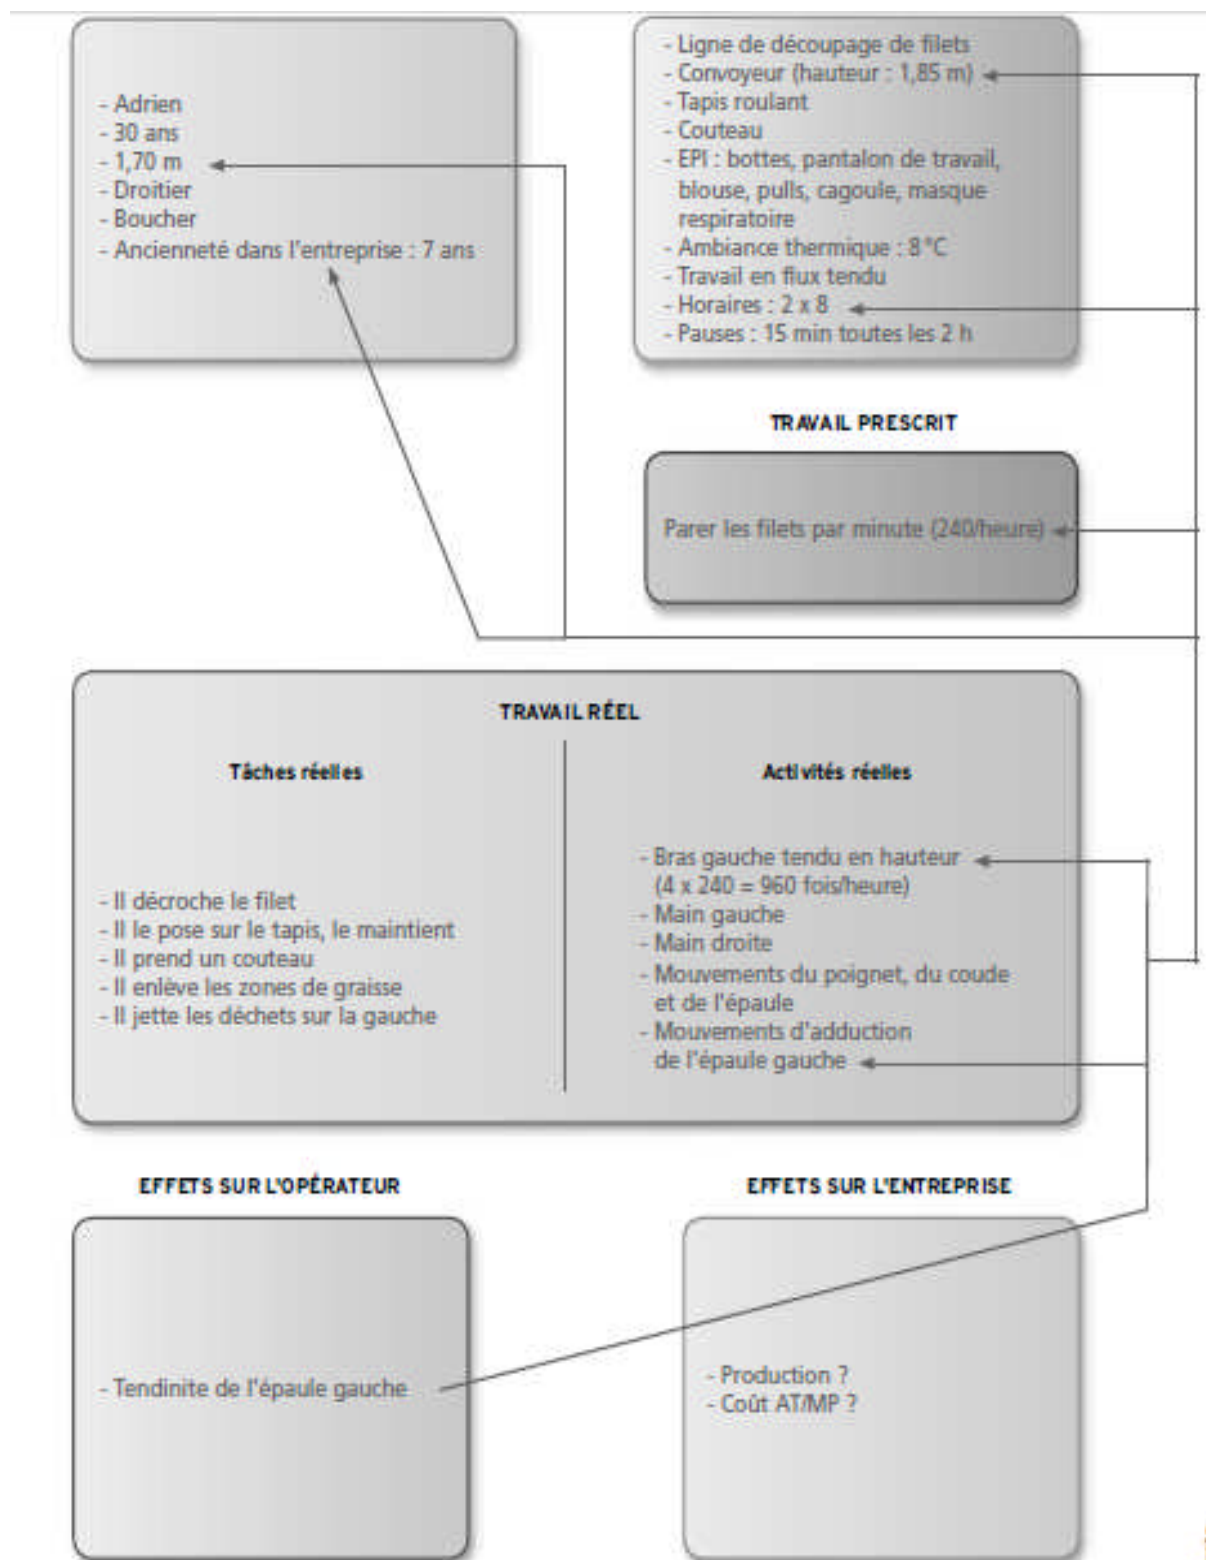 - Adrien
- 30 ans
- 1,70 m
- Droitier
- Boucher
- Ancienneté dans l'entreprise : 7 ans
- Ligne de découpage de filets
- Convoyeur (hauteur : 1,85 m)
- Tapis roulant
- Couteau
- EPI : bottes, pantalon de travail,
blouse, pulls, cagoule, masque
respiratoire
- Ambiance thermique : 8 °C
- Travail en flux tendu
- Horaires : 2 x 8
- Pauses : 15 min toutes les 2 h
TRAVAIL PRESCRIT
Parer les filets par minute (240/heure)
TRAVAIL RÉEL
Tâches réelles
- Il décroche le filet
- Il le pose sur le tapis, le maintient
- Il prend un couteau
- Il enlève les zones de graisse
- Il jette les déchets sur la gauche
Activités réelles
- Bras gauche tendu en hauteur
(4 x 240 = 960 fois/heure)
- Main gauche
- Main droite
- Mouvements du poignet, du coude
et de l'épaule
- Mouvements d'adduction
de l'épaule gauche
EFFETS SUR L'OPÉRATEUR
- Tendinite de l'épaule gauche
EFFETS SUR L'ENTREPRISE
- Production ?
- Coût AT/MP ?